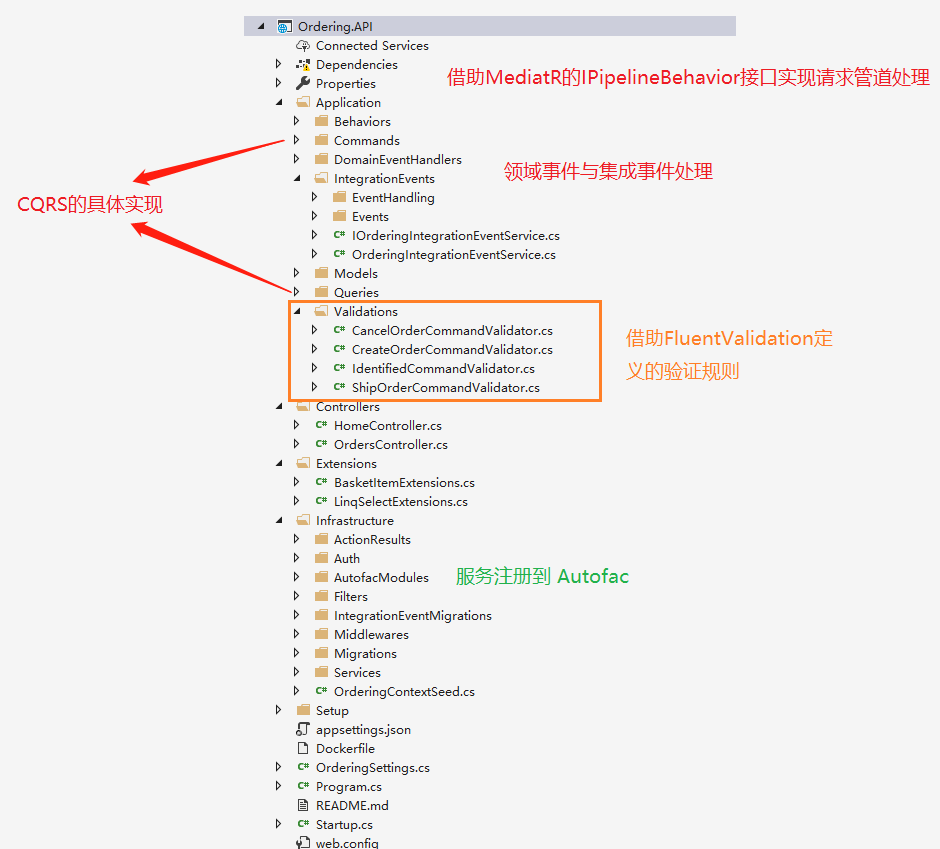 Ordering.API
Connected Services
Dependencies
借助MediatR的IPipelineBehavior接口实现请求管道处理
Properties
Application
Behaviors
Commands
DomainEventHandlers
领域事件与集成事件处理
IntegrationEvents
EventHandling
CQRS的具体实现
Events
IOrderingIntegrationEventService.cs
OrderingIntegrationEventService.cs
Models
Queries
Validations
CancelOrderCommandValidator.cs
CreateOrderCommandValidator.cs
IdentifiedCommandValidator.cs
ShipOrderCommandValidator.cs
借助FluentValidation定
义的验证规则
Controllers
HomeController.cs
OrdersController.cs
Extensions
BasketItemExtensions.cs
LinqSelectExtensions.cs
Infrastructure
ActionResults
Auth
AutofacModules
服务注册到 Autofac
Filters
IntegrationEventMigrations
Middlewares
Migrations
Services
OrderingContextSeed.cs
Setup
appsettings.json
Dockerfile
OrderingSettings.cs
Program.cs
README.md
Startup.cs
web.config